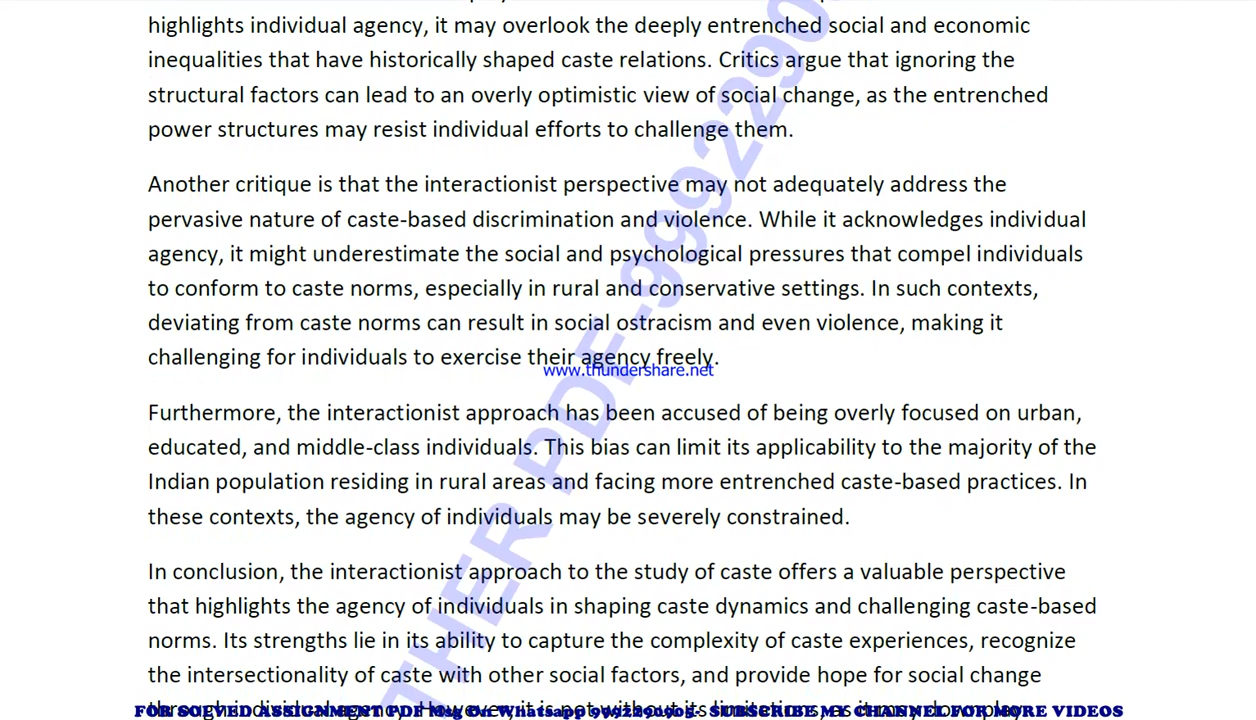 highlights individual agency, it may overlook the deeply entrenched social and economic
inequalities that have historically shaped caste relations. Critics argue that ignoring the
structural factors can lead to an overly optimistic view of social change, as the entrenched
power structures may resist individual efforts to challenge them.
Another critique is that the interactionist perspective may not adequately address the
pervasive nature of caste-based discrimination and violence. While it acknowledges individual
agency, it might underestimate the social and psychological pressures that compel individuals
to conform to caste norms, especially in rural and conservative settings. In such contexts,
deviating from caste norms can result in social ostracism and even violence, making it
challenging for individuals to exercise their agency freely.
www.thundershare.net
Furthermore, the interactionist approach has been accused of being overly focused on urban,
educated, and middle-class individuals. This bias can limit its applicability to the majority of the
Indian population residing in rural areas and facing more entrenched caste-based practices. In
these contexts, the agency of individuals may be severely constrained.
In conclusion, the interactionist approach to the study of caste offers a valuable perspective
that highlights the agency of individuals in shaping caste dynamics and challenging caste-based
norms. Its strengths lie in its ability to capture the complexity of caste experiences, recognize
the intersectionality of caste with other social factors, and provide hope for social change
FOR SOLVED ASSIGNMENT PDF Msg On Whatsapp 9992290905- SUBSCRIBE MY CHANNEL FOR MORE VIDEOS
THER PDF-99922905